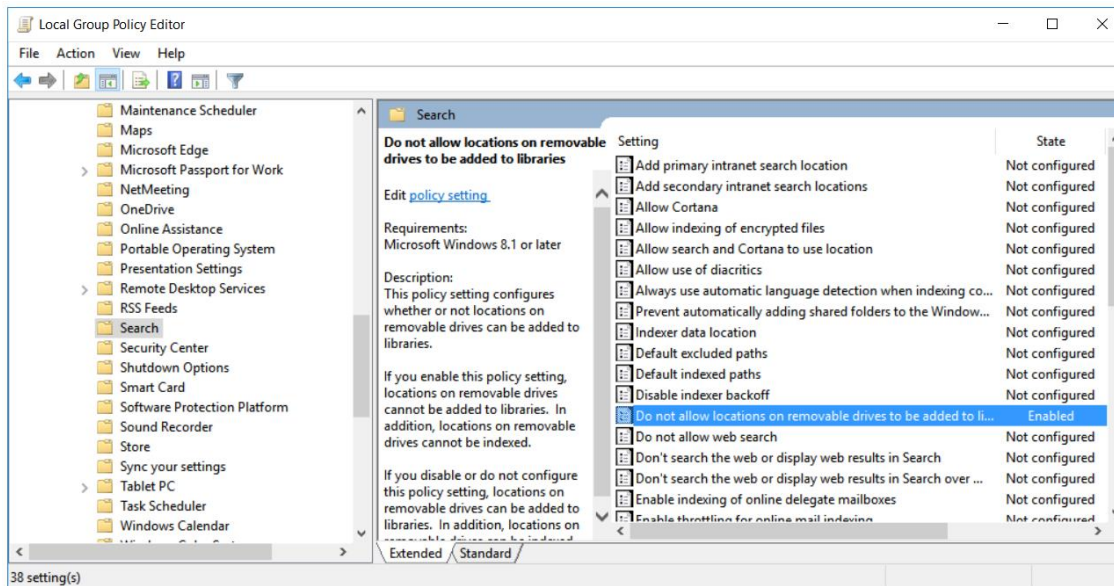 Local Group Policy Editor
File Action View Help
Maintenance Scheduler
Maps
Microsoft Edge
Microsoft Passport for Work
NetMeeting
OneDrive
Online Assistance
Portable Operating System
Presentation Settings
Remote Desktop Services
RSS Feeds
Search
Security Center
Shutdown Options
Smart Card
Software Protection Platform
Sound Recorder
Store
Sync your settings
Tablet PC
Task Scheduler
Windows Calendar
Search
Do not allow locations on removable
drives to be added to libraries
Edit policy setting
Requirements:
Microsoft Windows 8.1 or later
Description:
This policy setting configures
whether or not locations on
removable drives can be added to
libraries.
If you enable this policy setting,
locations on removable drives
cannot be added to libraries. In
addition, locations on removable
drives cannot be indexed.
If you disable or do not configure
this policy setting, locations on
removable drives can be added to
libraries. In addition, locations on
removable drives can be indexed
Setting State
Add primary intranet search location Not configured
Add secondary intranet search locations Not configured
Allow Cortana Not configured
Allow indexing of encrypted files Not configured
Allow search and Cortana to use location Not configured
Allow use of diacritics Not configured
Always use automatic language detection when indexing co... Not configured
Prevent automatically adding shared folders to the Window... Not configured
Indexer data location Not configured
Default excluded paths Not configured
Default indexed paths Not configured
Disable indexer backoff Not configured
Do not allow locations on removable drives to be added to li... Enabled
Do not allow web search Not configured
Don't search the web or display web results in Search Not configured
Don't search the web or display web results in Search over ... Not configured
Enable indexing of online delegate mailboxes Not configured
Enable throttling for online mail indexing Not configured
Extended Standard
38 setting(s)